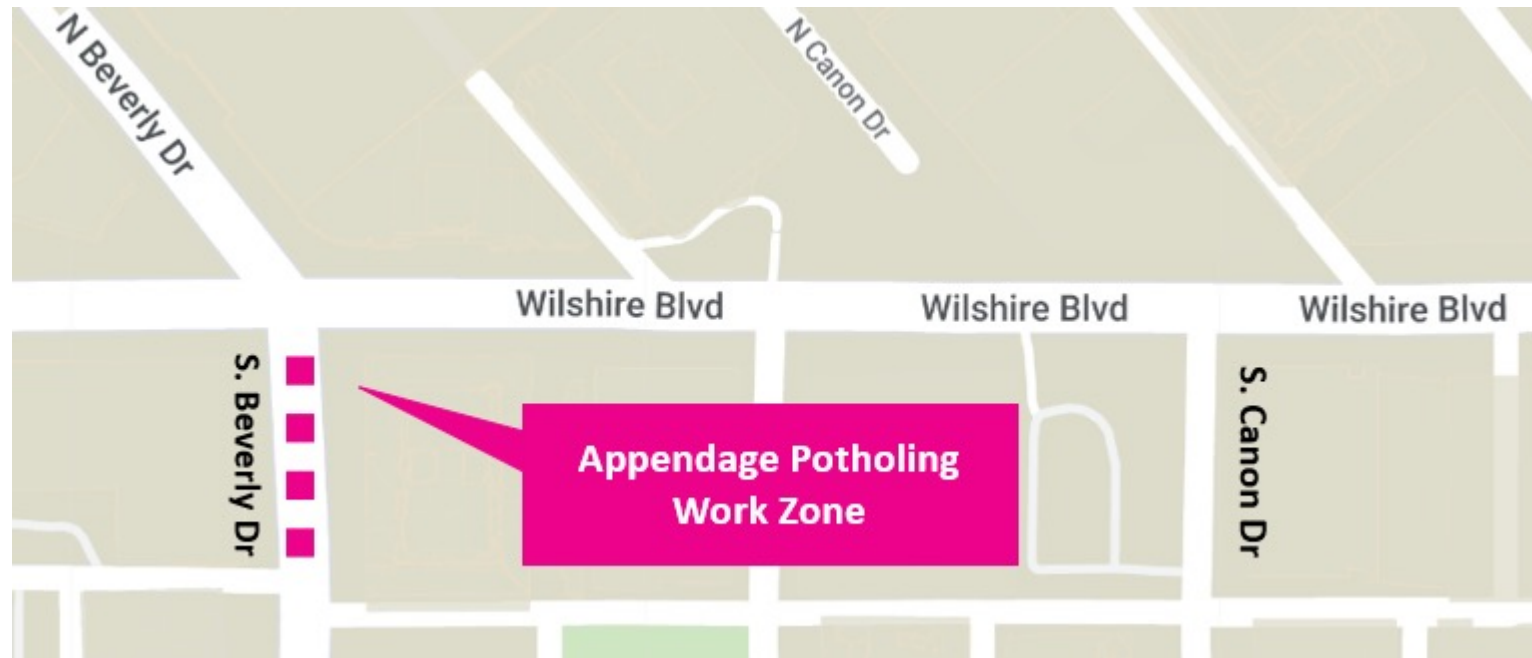 N Beverly Dr
N Canon Dr
Wilshire Blvd
Wilshire Blvd
Wilshire Blvd
S. Beverly Dr
Appendage Potholing
Work Zone
S. Canon Dr